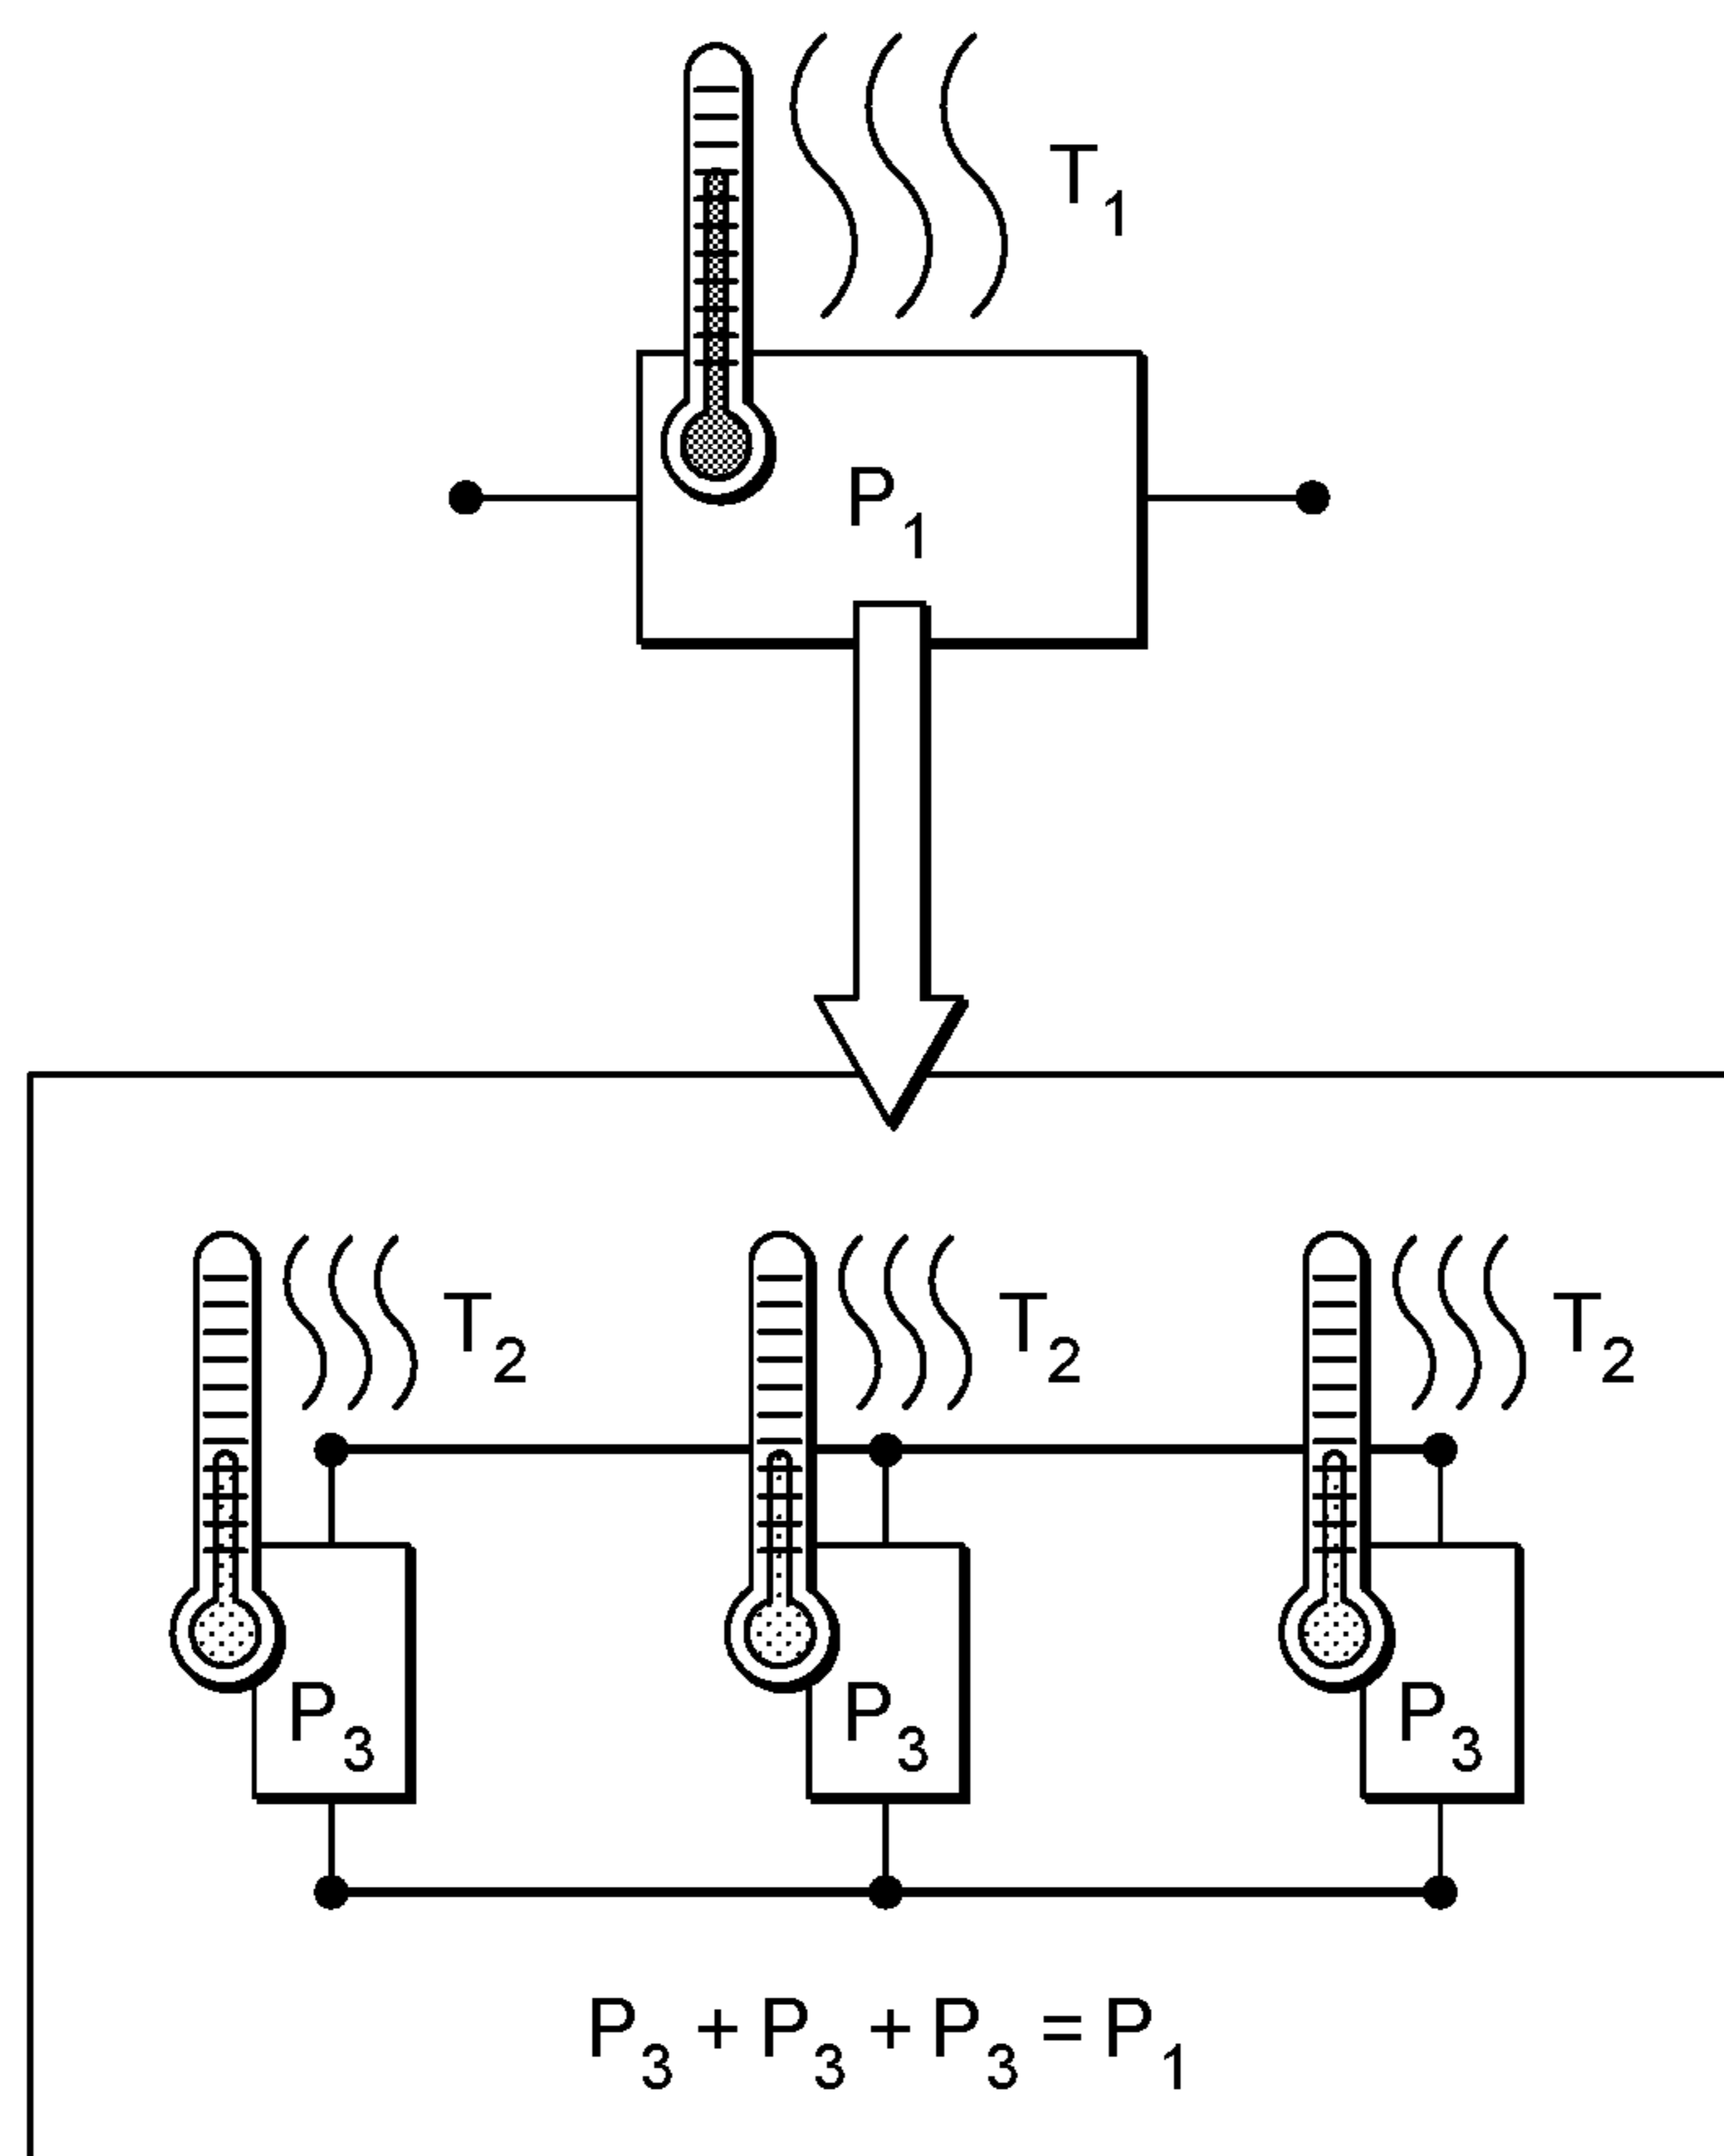 T1
P1
T2 T2 T2
P3 P3 P3
P3 + P3 + P3 = P1